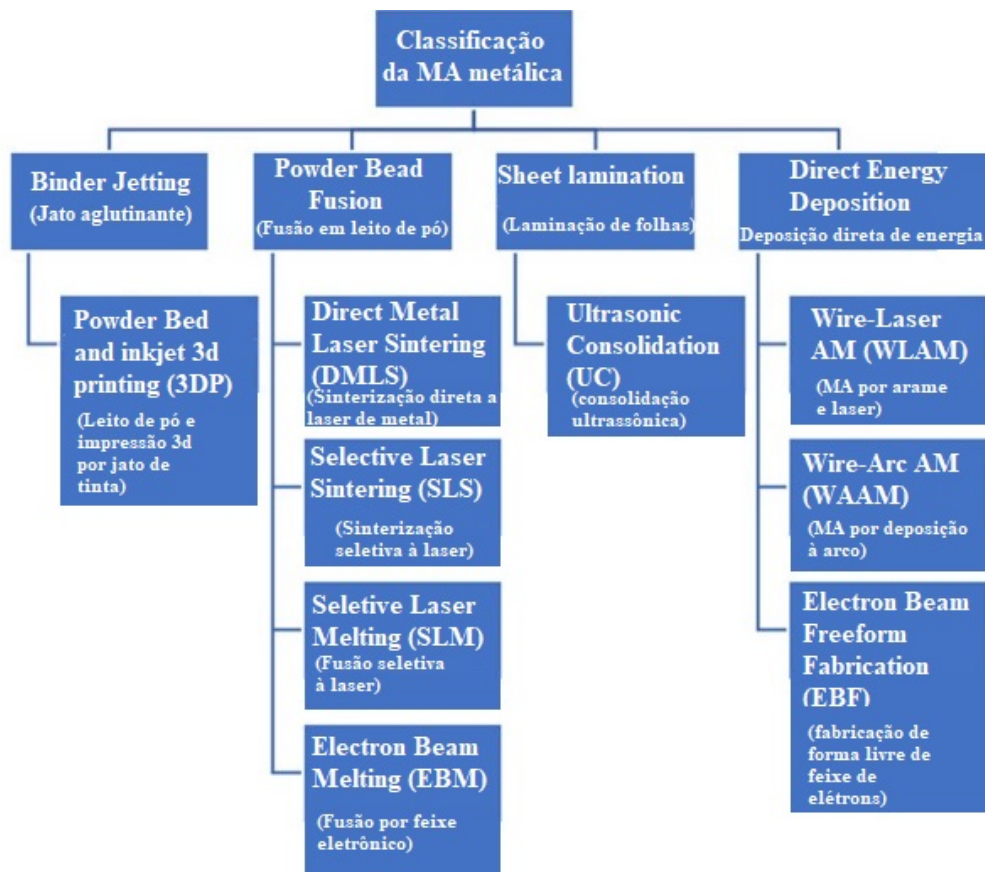 Classificação
da MA metálica
Binder Jetting
(Jato aglutinante)
Powder Bed
and inkjet 3d
printing (3DP)
(Leito de pó e
impressão 3d
por jato de
tinta)
Powder Bead
Fusion
(Fusão em leito de pó)
Direct Metal
Laser Sintering
(DMLS)
(Sinterização direta a
laser de metal)
Selective Laser
Sintering (SLS)
(Sinterização
seletiva à laser)
Seletive Laser
Melting (SLM)
(Fusão seletiva
à laser)
Electron Beam
Melting (EBM)
(Fusão por feixe
eletrônico)
Sheet lamination
(Laminação de folhas)
Ultrasonic
Consolidation
(UC)
(consolidação
ultrassônica)
Direct Energy
Deposition
Deposição direta de energia
Wire-Laser
AM (WLAM)
(MA por arame
e laser)
Wire-Arc AM
(WAAM)
(MA por deposição
à arco)
Electron Beam
Freeform
Fabrication
(EBF)
(fabricação de
forma livre de
feixe de
elétrons)